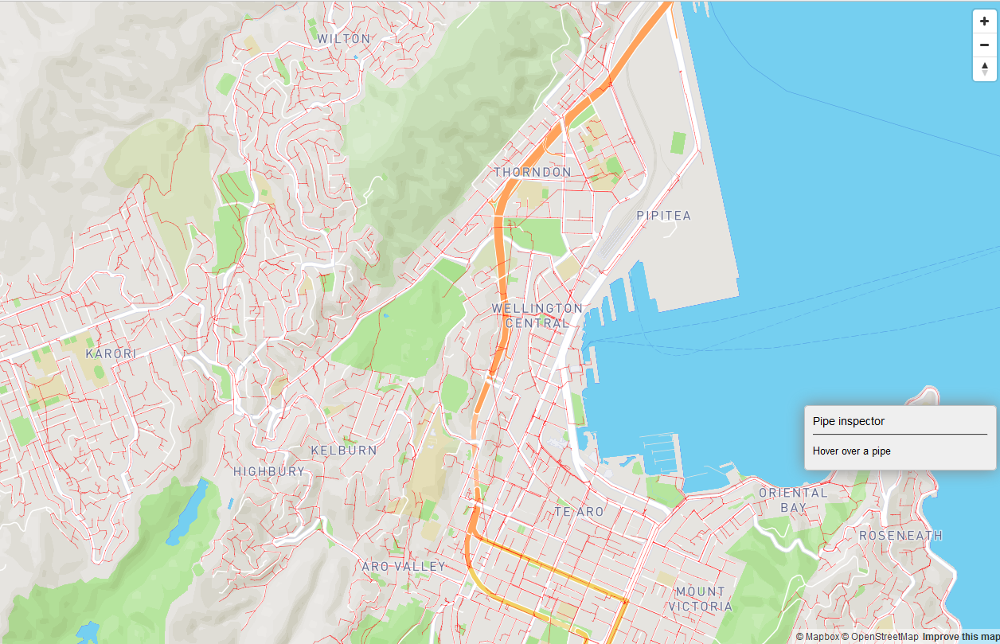 WILTON
THORNDON
PIPITEA
WELLINGTON
CENTRAL
KARORI
Pipe inspector
Hover over a pipe
KELBURN
HIGHBURY
ORIENTAL
BAY
TE ARO
ROSENEATH
ARO VALLEY
MOUNT
VICTORIA
© Mapbox © OpenStreetMap Improve this map